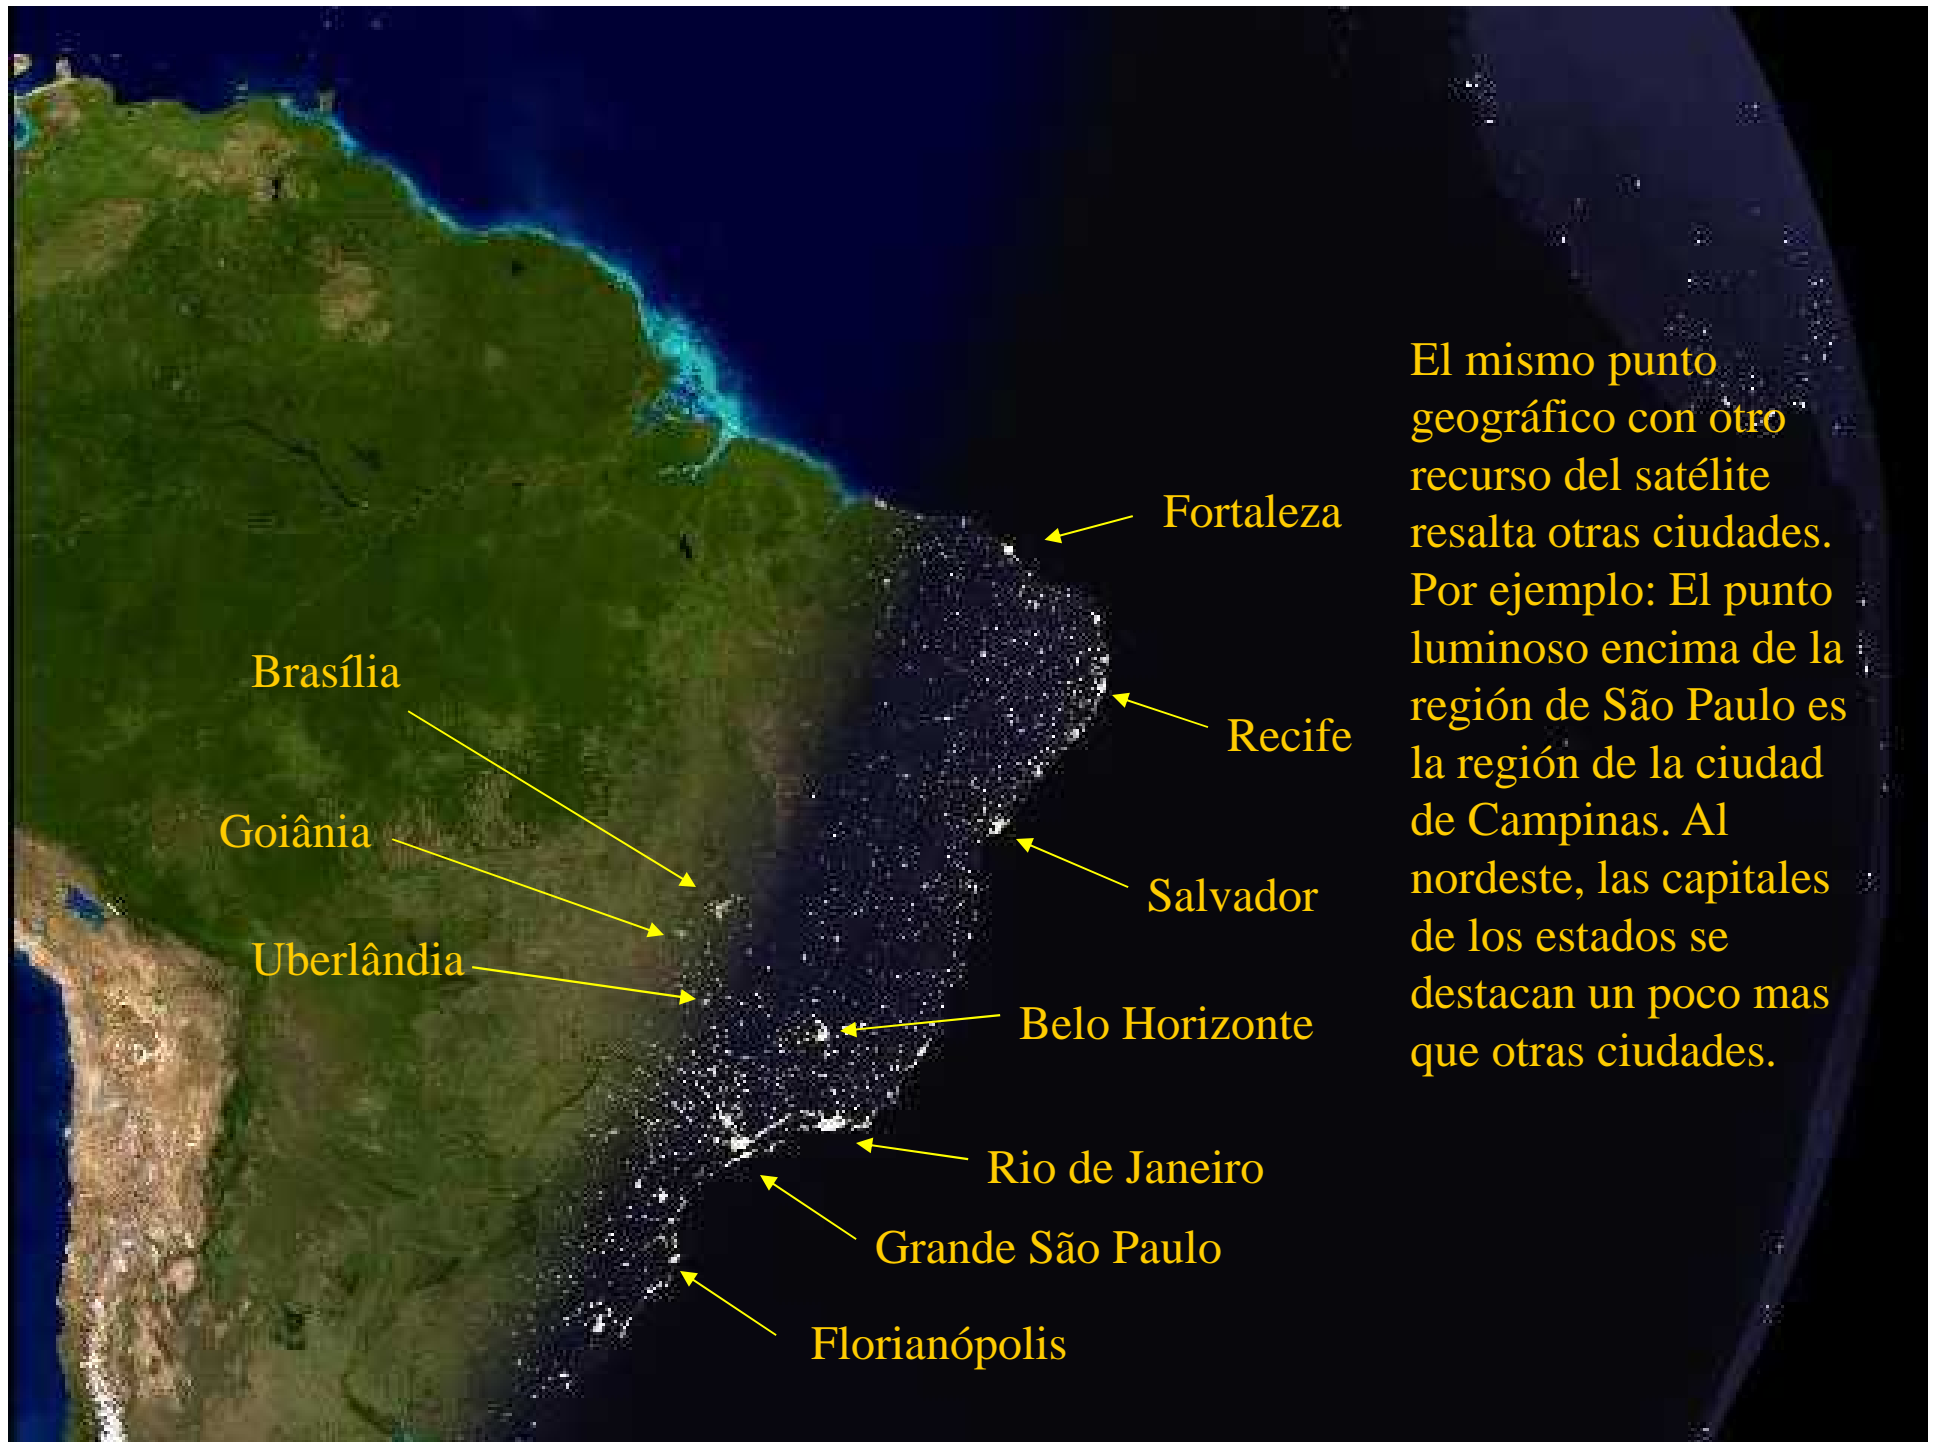 El mismo punto
geográfico con otro
recurso del satélite
resalta otras ciudades.
Por ejemplo: El punto
luminoso encima de la
región de São Paulo es
la región de la ciudad
de Campinas. Al
nordeste, las capitales
de los estados se
destacan un poco mas
que otras ciudades.
Fortaleza
Brasília
Recife
Goiânia
Salvador
Uberlândia
Belo Horizonte
Rio de Janeiro
Grande São Paulo
Florianópolis